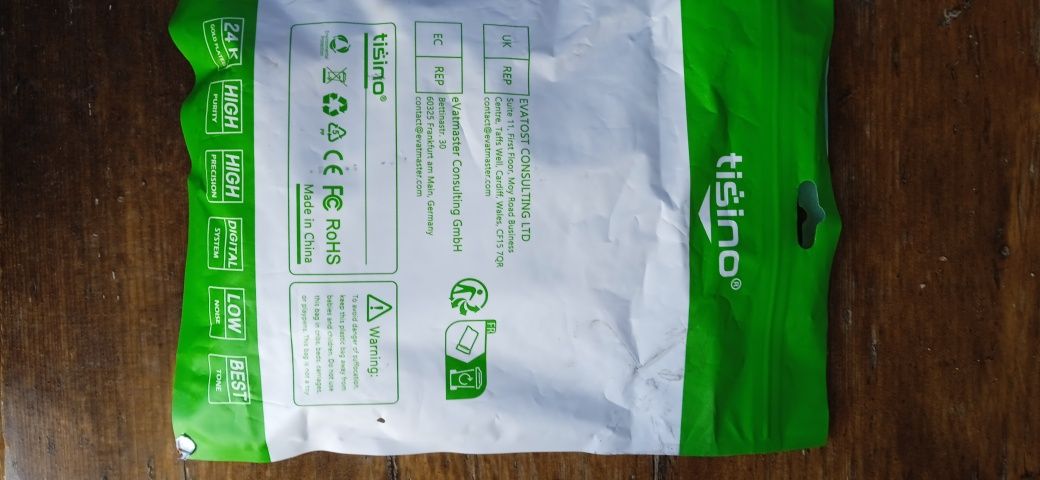 tisino®
UK REP
EVATOST CONSULTING LTD
Suite 11, First Floor, Moy Road Business
Centre, Taffs Well, Cardiff, Wales, CF15 7QR
contact@evatmaster.com
EC REP
eVatmaster Consulting GmbH
Bettinastr. 30
60325 Frankfurt am Main, Germany
contact@evatmaster.com
FR
tisino®
PP
CE FC RoHS
Made in China
Warning:
To avoid danger of suffocation,
keep this plastic bag away from
babies and children. Do not use
this bag in cribs, beds, carriages,
or playpens. This bag is not a toy
24 K
GOLD PLATED
HIGH
PURITY
HIGH
PRECISION
DIGITAL
SYSTEM
LOW
NOISE
BEST
TONE